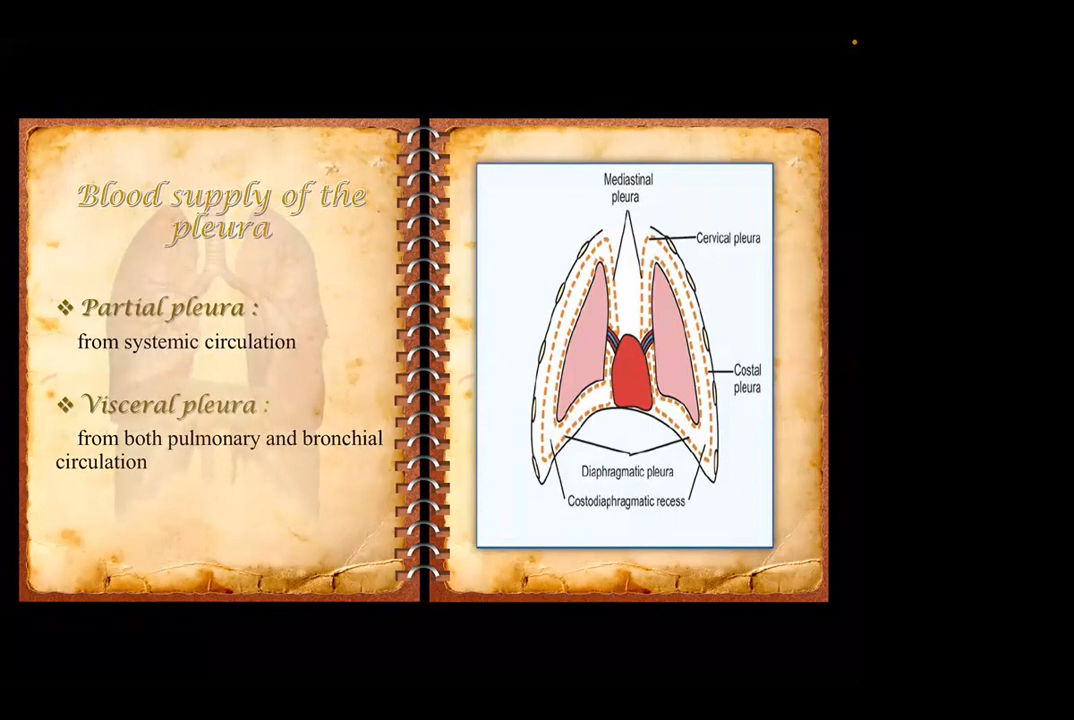 Blood supply of the
pleura
❖ Partial pleura :
from systemic circulation
❖ Visceral pleura :
from both pulmonary and bronchial
circulation
Mediastinal
pleura
Cervical pleura
Costal
pleura
Diaphragmatic pleura
Costodiaphragmatic recess